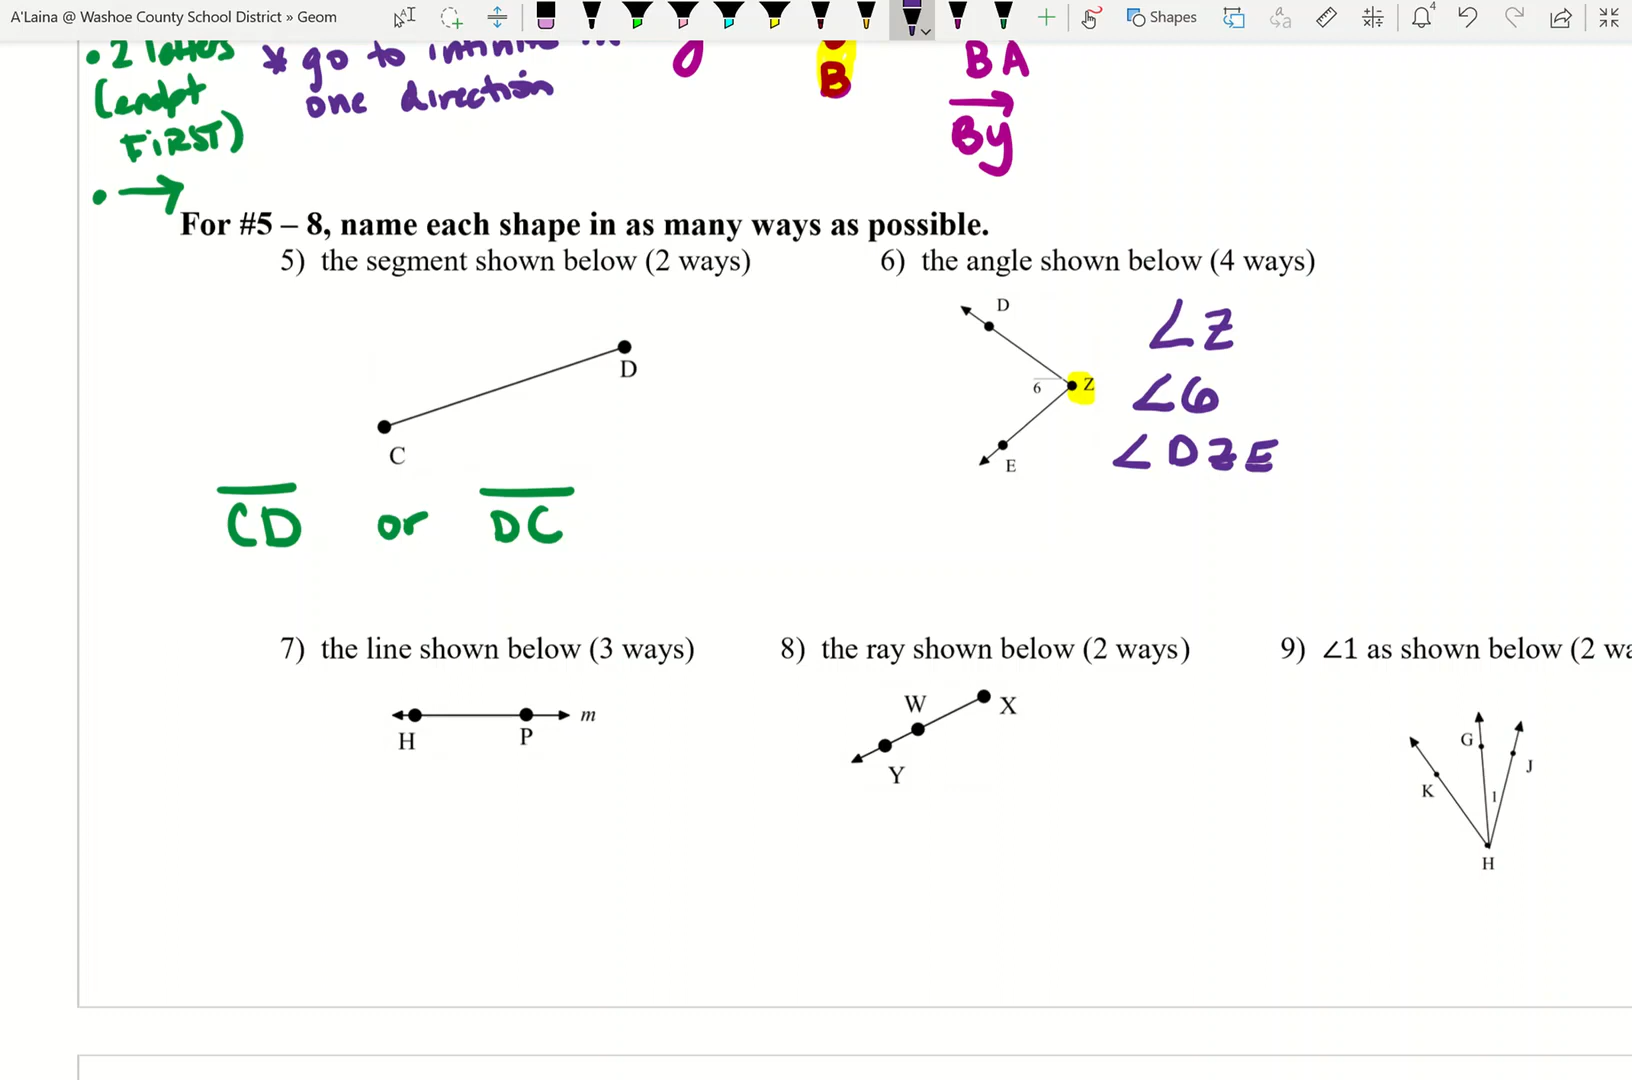 A'Laina @ Washoe County School District » Geom
Shapes
4
• 2 letters
(endpt
FIRST)
* go to infinite
one direction
B
BA
By
For #5 – 8, name each shape in as many ways as possible.
5) the segment shown below (2 ways)
6) the angle shown below (4 ways)
D
C
CD or DC
D
6
Z
E
∠Z
∠6
∠DZE
7) the line shown below (3 ways)
8) the ray shown below (2 ways)
9) ∠1 as shown below (2 wa
H
P
m
W
X
Y
G
J
K
1
H